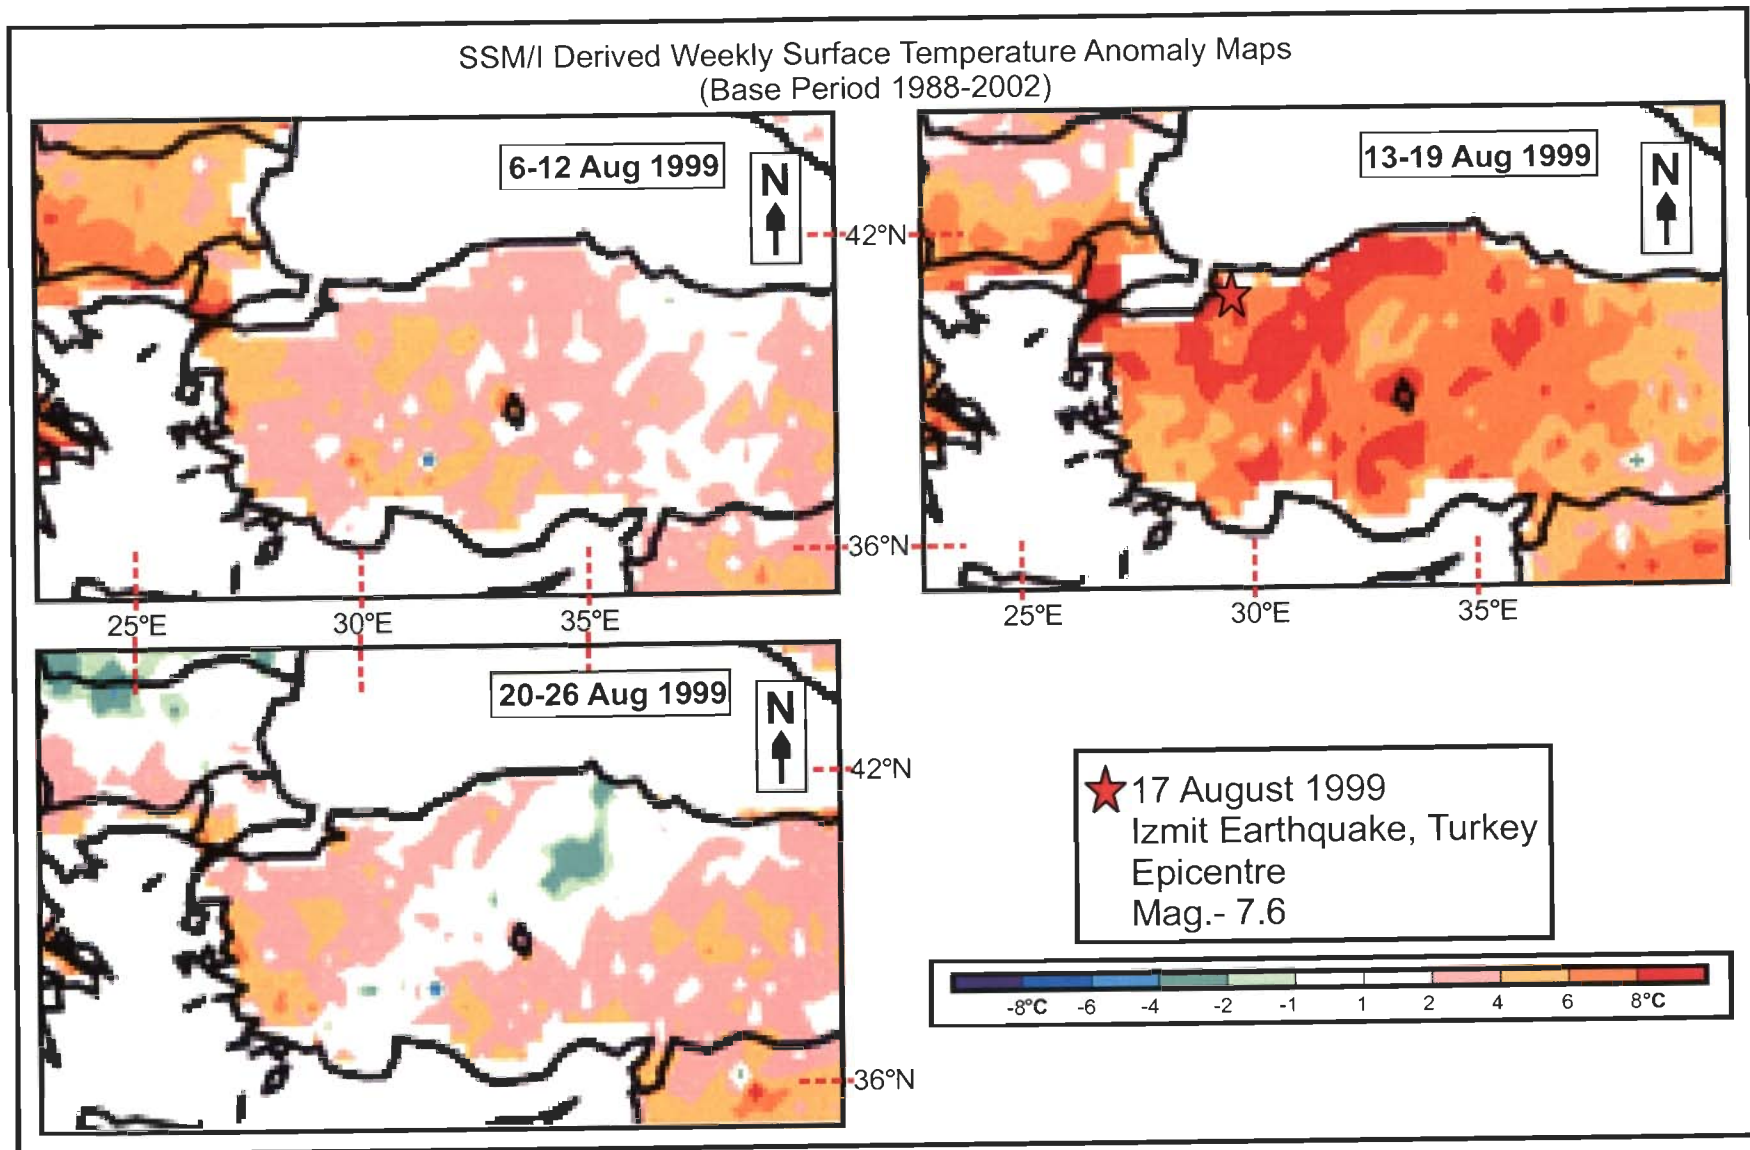 SSM/I Derived Weekly Surface Temperature Anomaly Maps
(Base Period 1988-2002)
6-12 Aug 1999
N
13-19 Aug 1999
N
42°N
36°N
25°E
30°E
35°E
25°E
30°E
35°E
20-26 Aug 1999
N
42°N
36°N
17 August 1999
Izmit Earthquake, Turkey
Epicentre
Mag.- 7.6
-8°C -6 -4 -2 -1 1 2 4 6 8°C